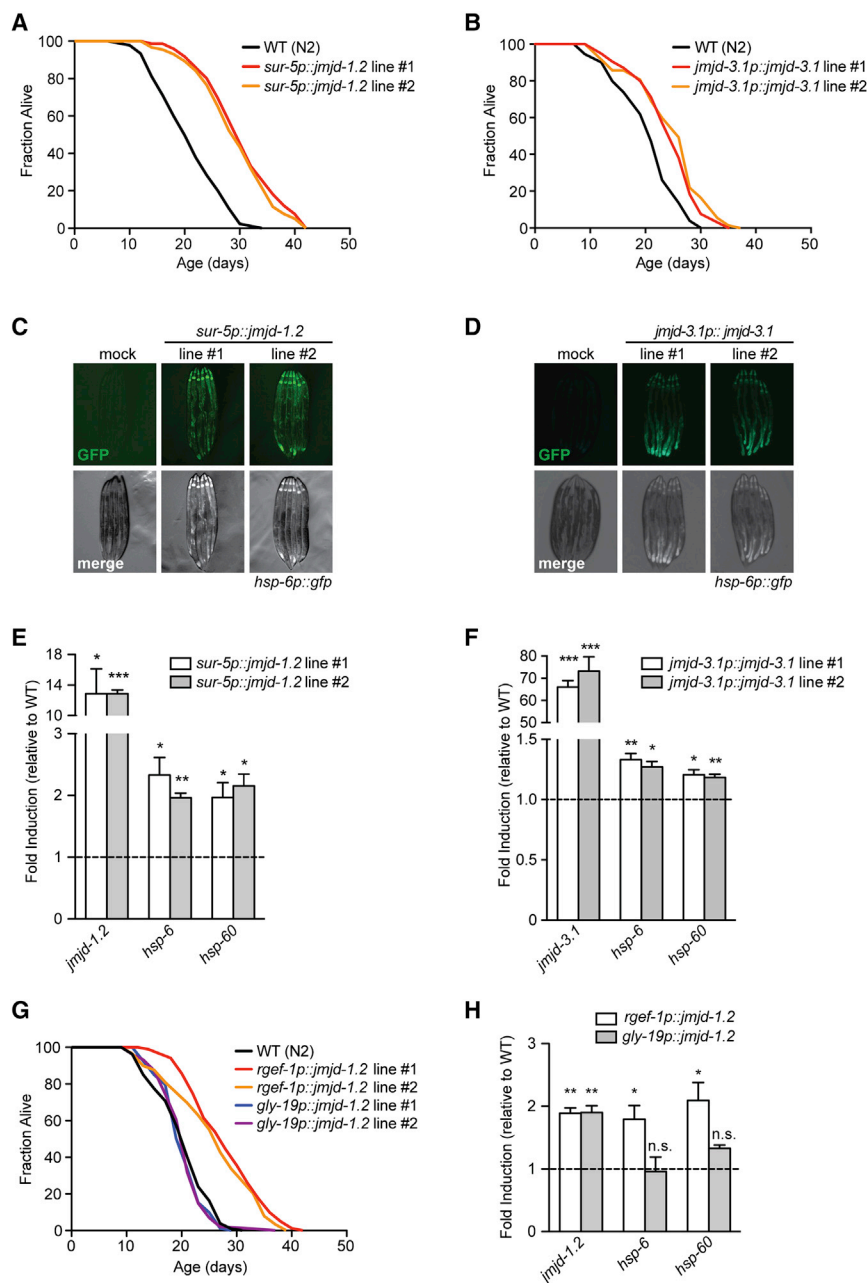 A
Fraction Alive
100
80
60
40
20
0
0 10 20 30 40 50
Age (days)
WT (N2)
sur-5p::jmjd-1.2 line #1
sur-5p::jmjd-1.2 line #2
B
Fraction Alive
100
80
60
40
20
0
0 10 20 30 40 50
Age (days)
WT (N2)
jmjd-3.1p::jmjd-3.1 line #1
jmjd-3.1p::jmjd-3.1 line #2
C
sur-5p::jmjd-1.2
mock line #1 line #2
GFP
merge
hsp-6p::gfp
D
jmjd-3.1p:: jmjd-3.1
mock line #1 line #2
GFP
merge
hsp-6p::gfp
E
Fold Induction (relative to WT)
18
14
10
3
2
1
0
* *** * ** * *
sur-5p::jmjd-1.2 line #1
sur-5p::jmjd-1.2 line #2
jmjd-1.2 hsp-6 hsp-60
F
Fold Induction (relative to WT)
80
70
60
50
1.5
1.0
0.5
0
*** *** ** * * **
jmjd-3.1p::jmjd-3.1 line #1
jmjd-3.1p::jmjd-3.1 line #2
jmjd-3.1 hsp-6 hsp-60
G
Fraction Alive
100
80
60
40
20
0
0 10 20 30 40 50
Age (days)
WT (N2)
rgef-1p::jmjd-1.2 line #1
rgef-1p::jmjd-1.2 line #2
gly-19p::jmjd-1.2 line #1
gly-19p::jmjd-1.2 line #2
H
rgef-1p::jmjd-1.2
gly-19p::jmjd-1.2
Fold Induction (relative to WT)
3
2
1
0
** ** * n.s. * n.s.
jmjd-1.2 hsp-6 hsp-60